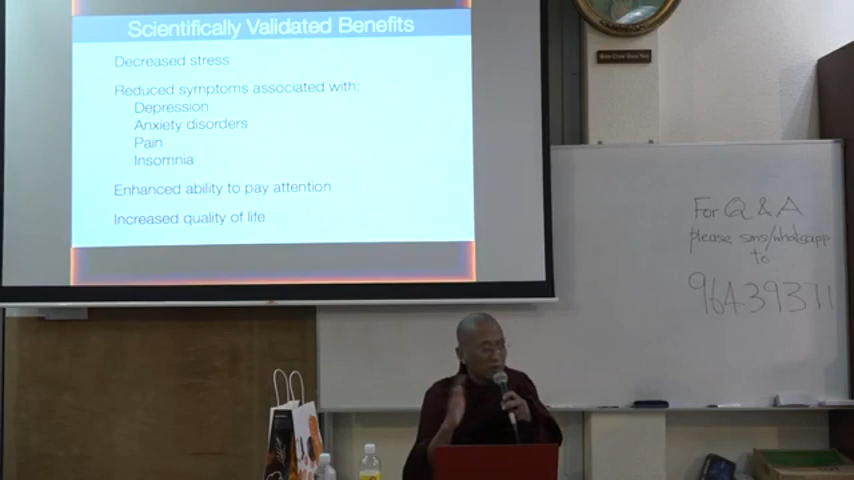 Scientifically Validated Benefits
Decreased stress
Reduced symptoms associated with:
Depression
Anxiety disorders
Pain
Insomnia
Enhanced ability to pay attention
Increased quality of life
For Q & A
please sms/whatsapp
to
96439371